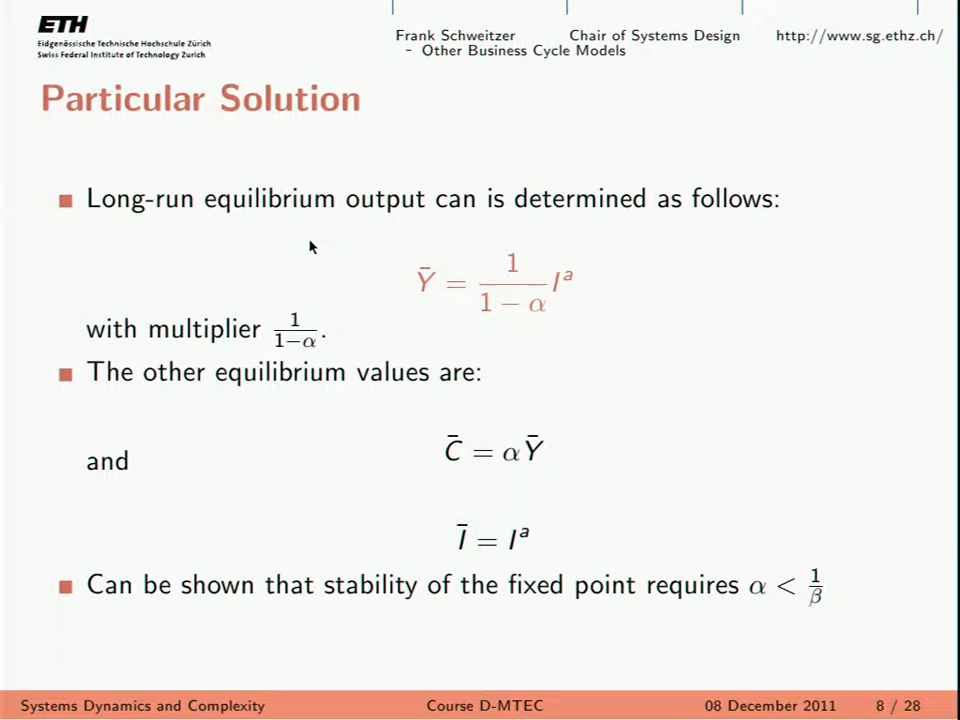 ETH
Eidgenössische Technische Hochschule Zürich
Swiss Federal Institute of Technology Zurich
Frank Schweitzer Chair of Systems Design http://www.sg.ethz.ch/
– Other Business Cycle Models
Particular Solution
Long-run equilibrium output can is determined as follows:
Ȳ = 1/(1 − α) I^a
with multiplier 1/(1−α).
The other equilibrium values are:
C̄ = αȲ
and
Ī = I^a
Can be shown that stability of the fixed point requires α < 1/β
Systems Dynamics and Complexity Course D-MTEC 08 December 2011 8 / 28